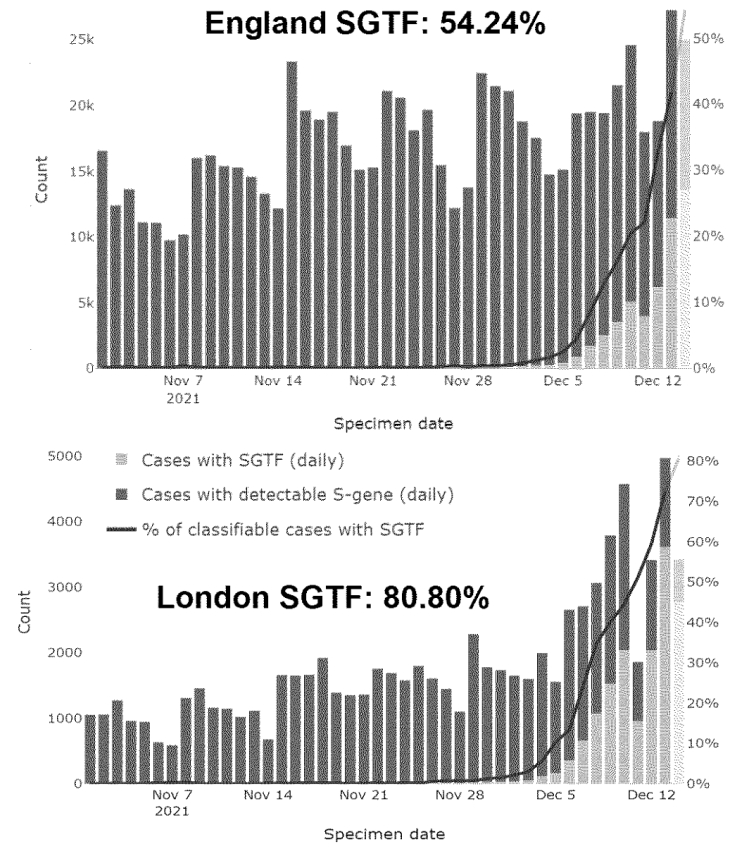 England SGTF: 54.24%
25k
20k
15k
10k
5k
0
Count
50%
40%
30%
20%
10%
0%
Nov 7
2021
Nov 14
Nov 21
Nov 28
Dec 5
Dec 12
Specimen date
5000
4000
3000
2000
1000
0
Count
Cases with SGTF (daily)
Cases with detectable S-gene (daily)
% of classifiable cases with SGTF
London SGTF: 80.80%
80%
70%
60%
50%
40%
30%
20%
10%
0%
Nov 7
2021
Nov 14
Nov 21
Nov 28
Dec 5
Dec 12
Specimen date